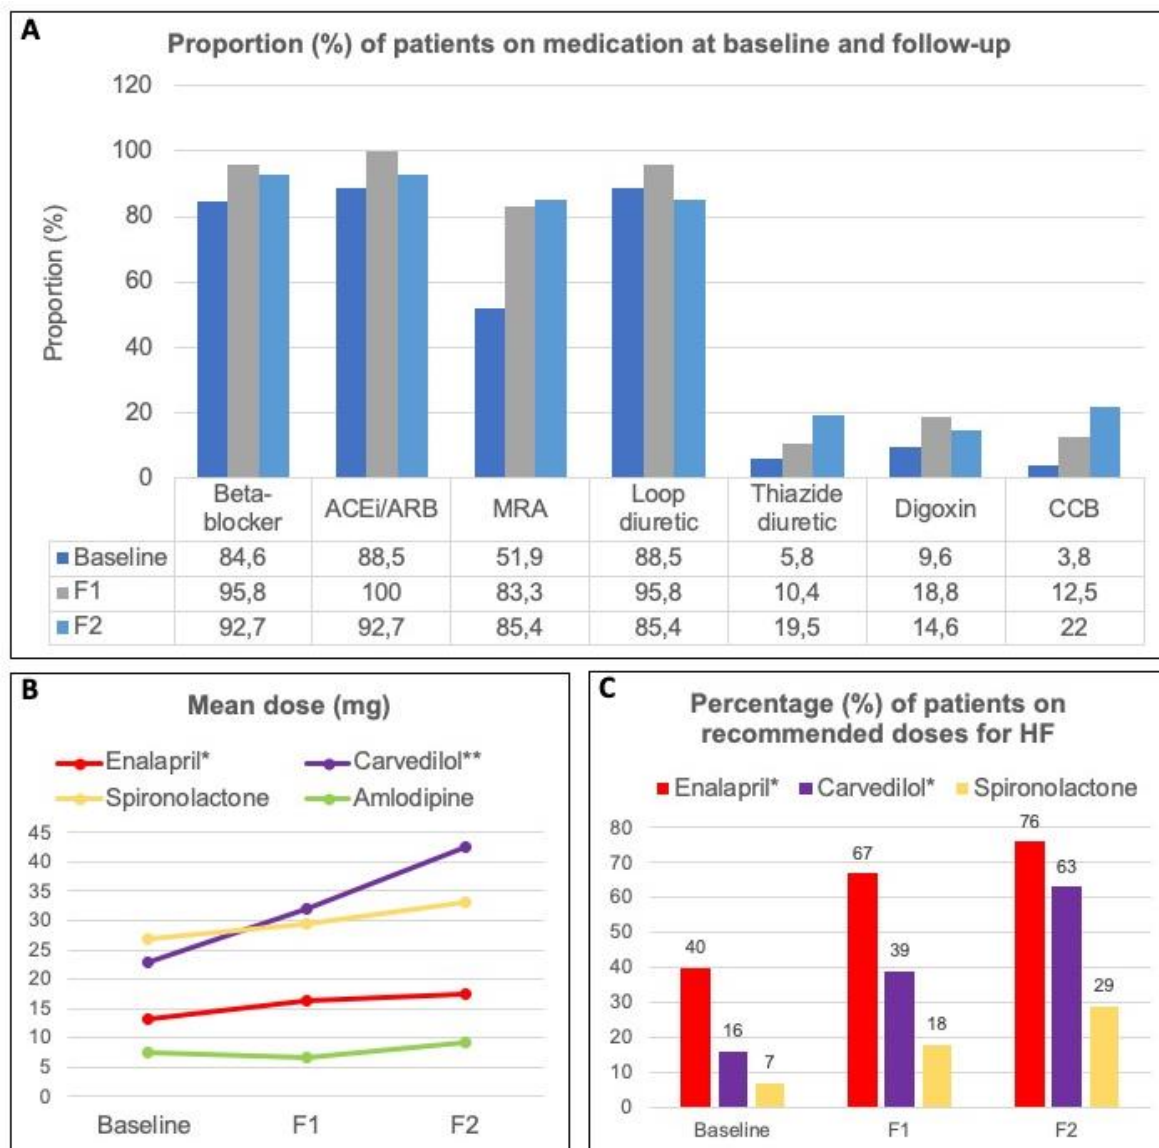 A
Proportion (%) of patients on medication at baseline and follow-up
Proportion (%)
120
100
80
60
40
20
0
Beta-blocker ACEi/ARB MRA Loop diuretic Thiazide diuretic Digoxin CCB
Baseline 84,6 88,5 51,9 88,5 5,8 9,6 3,8
F1 95,8 100 83,3 95,8 10,4 18,8 12,5
F2 92,7 92,7 85,4 85,4 19,5 14,6 22
B
Mean dose (mg)
Enalapril* Carvedilol**
Spironolactone Amlodipine
45
40
35
30
25
20
15
10
5
0
Baseline F1 F2
C
Percentage (%) of patients on
recommended doses for HF
Enalapril* Carvedilol* Spironolactone
80
70
60
50
40
30
20
10
0
40 16 7
67 39 18
76 63 29
Baseline F1 F2